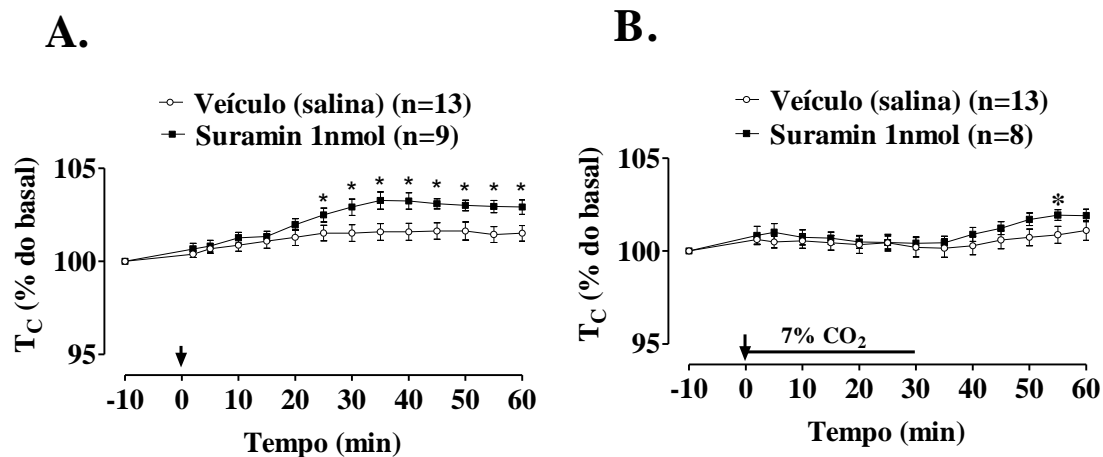 A.
Veículo (salina) (n=13)
Suramin 1nmol (n=9)
T_C (% do basal)
105
100
95
* * * * * * * *
-10 0 10 20 30 40 50 60
Tempo (min)
B.
Veículo (salina) (n=13)
Suramin 1nmol (n=8)
T_C (% do basal)
105
100
95
*
7% CO₂
-10 0 10 20 30 40 50 60
Tempo (min)